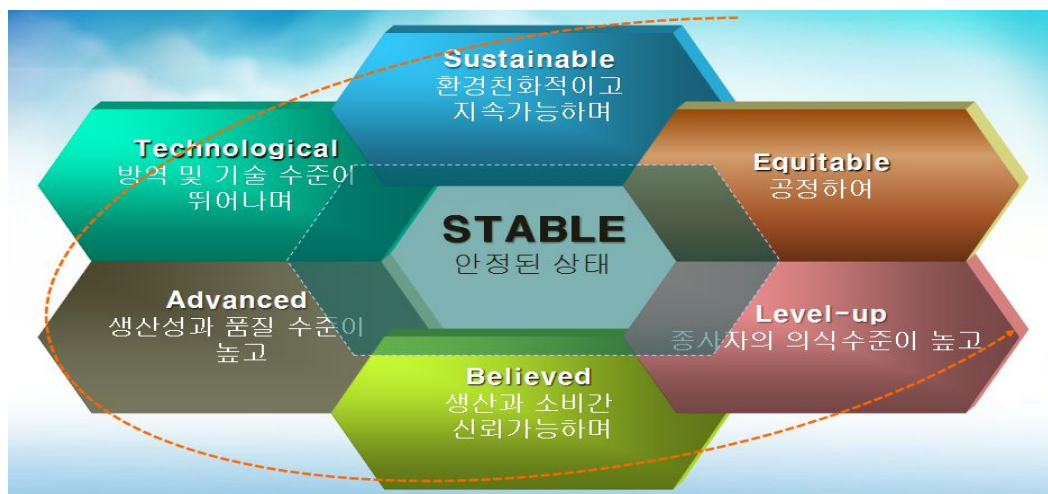 Sustainable
환경친화적이고
지속가능하며
Technological
방역 및 기술 수준이
뛰어나며
Equitable
공정하여
STABLE
안정된 상태
Advanced
생산성과 품질 수준이
높고
Level-up
종사자의 의식수준이 높고
Believed
생산과 소비간
신뢰가능하며